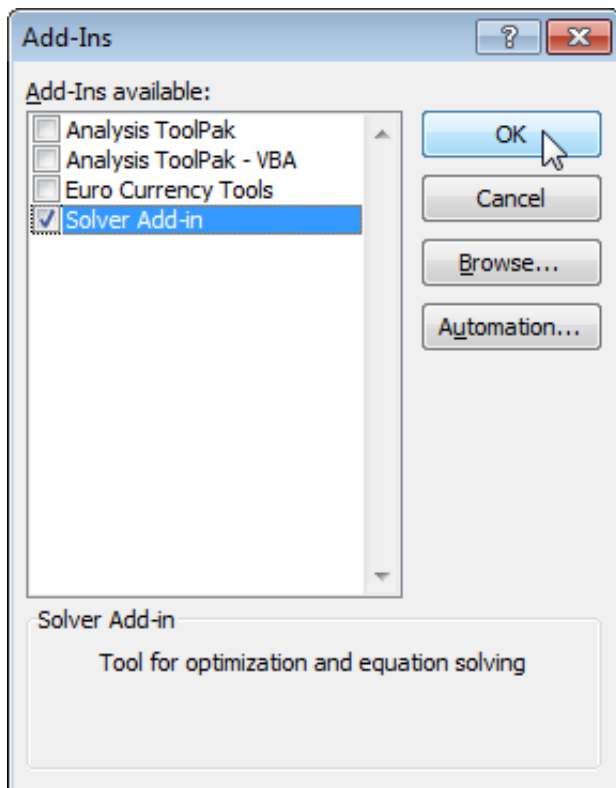 Add-Ins
Add-Ins available:
Analysis ToolPak
Analysis ToolPak - VBA
Euro Currency Tools
Solver Add-in
OK
Cancel
Browse...
Automation...
Solver Add-in
Tool for optimization and equation solving